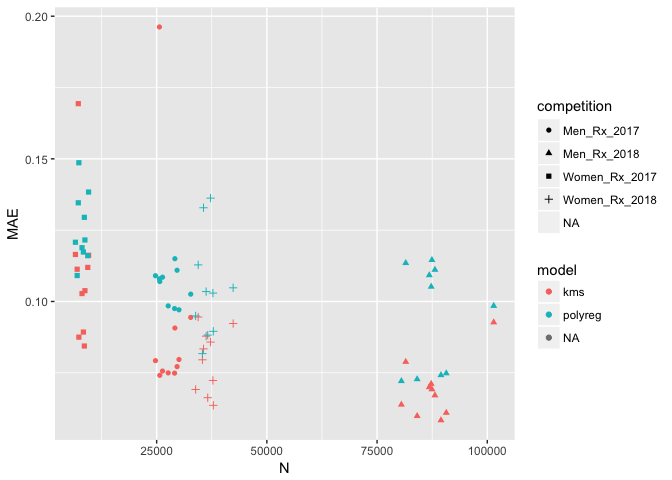 0.20
0.15
0.10
MAE
25000
50000
75000
100000
N
competition
Men_Rx_2017
Men_Rx_2018
Women_Rx_2017
Women_Rx_2018
NA
model
kms
polyreg
NA